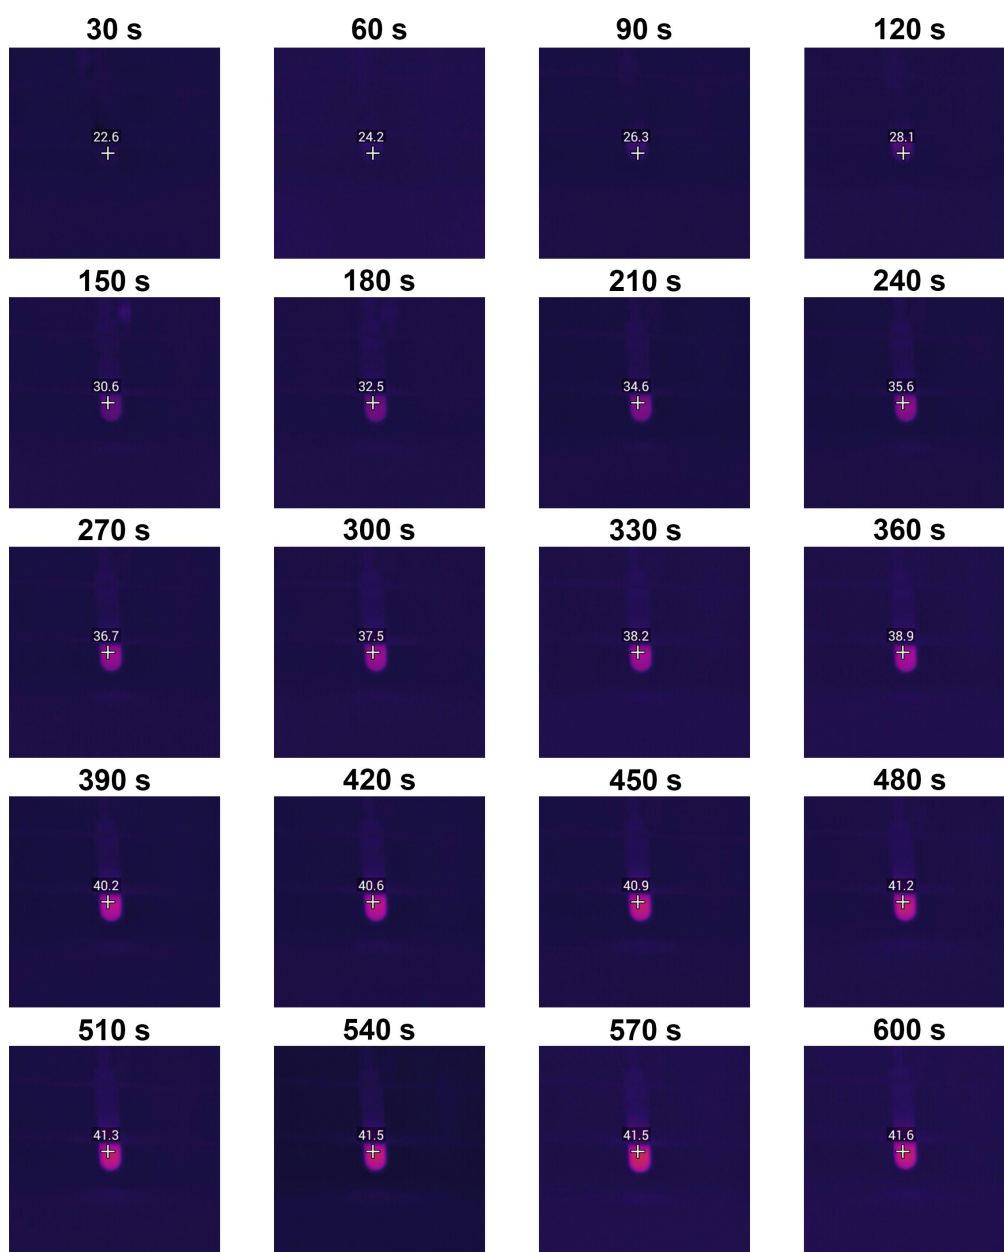 30 s 60 s 90 s 120 s
22.6 24.2 26.3 28.1
150 s 180 s 210 s 240 s
30.6 32.5 34.6 35.6
270 s 300 s 330 s 360 s
36.7 37.5 38.2 38.9
390 s 420 s 450 s 480 s
40.2 40.6 40.9 41.2
510 s 540 s 570 s 600 s
41.3 41.5 41.5 41.6